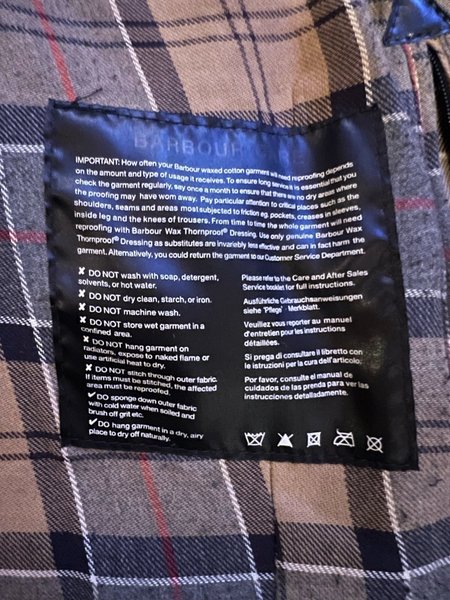 BARBOUR
IMPORTANT: How often your Barbour waxed cotton garment will need reproofing depends
on the amount and type of usage it receives. To ensure long service it is essential that you
check the garment regularly, say once a month to ensure that there are no dry areas where
the proofing may have worn away. Pay particular attention to critical places such as the
shoulders, seams and areas most subjected to friction eg. pockets, creases in sleeves,
inside leg and the knees of trousers. From time to time the whole garment will need
reproofing with Barbour Wax Thornproof® Dressing. Use only genuine Barbour Wax
Thornproof® Dressing as substitutes are invariably less effective and can in fact harm the
garment. Alternatively, you could return the garment to our Customer Service Department.
✘ DO NOT wash with soap, detergent,
solvents, or hot water.
✘ DO NOT dry clean, starch, or iron.
✘ DO NOT machine wash.
✘ DO NOT store wet garment in a
confined area.
✘ DO NOT hang garment on
radiators, expose to naked flame or
use artificial heat to dry.
✘ DO NOT stitch through outer fabric.
If items must be stitched, the affected
area must be reproofed.
✔ DO sponge down outer fabric
with cold water when soiled and
brush off grit etc.
✔ DO hang garment in a dry, airy
place to dry off naturally.
Please refer to the Care and After Sales
Service booklet for full instructions.
Ausführliche Gebrauchsanweisungen
siehe 'Pflege' Merkblatt.
Veuillez vous reporter au manuel
d'entretien pour les instructions
détaillées.
Si prega di consultare il libretto con
le istruzioni per la cura dell'articolo.
Por favor, consulte el manual de
cuidados de las prenda para ver las
instrucciones detalladamente.